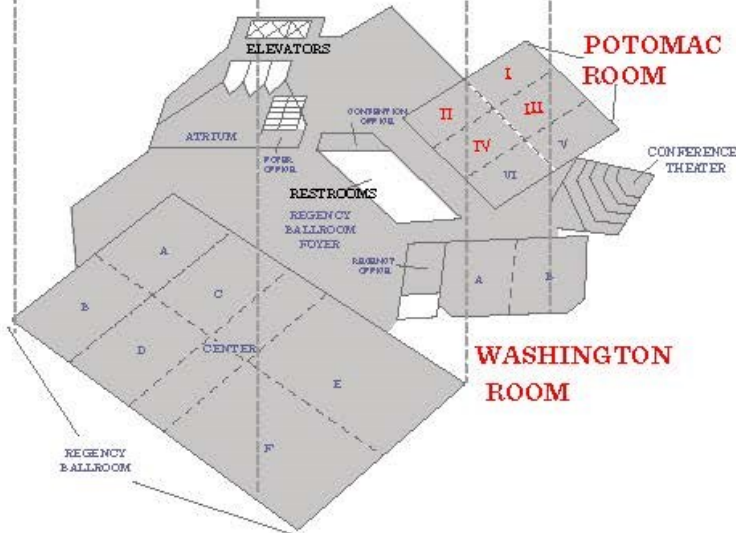 ELEVATORS
POTOMAC
ROOM
I
II
III
IV
V
VI
ATRIUM
CONVENTION
OFFICE
OFFICE
CONFERENCE
THEATER
RESTROOMS
REGENCY
BALLROOM
FOYER
REGENCY
OFFICE
A
B
A
B
C
D
CENTER
E
F
WASHINGTON
ROOM
REGENCY
BALLROOM